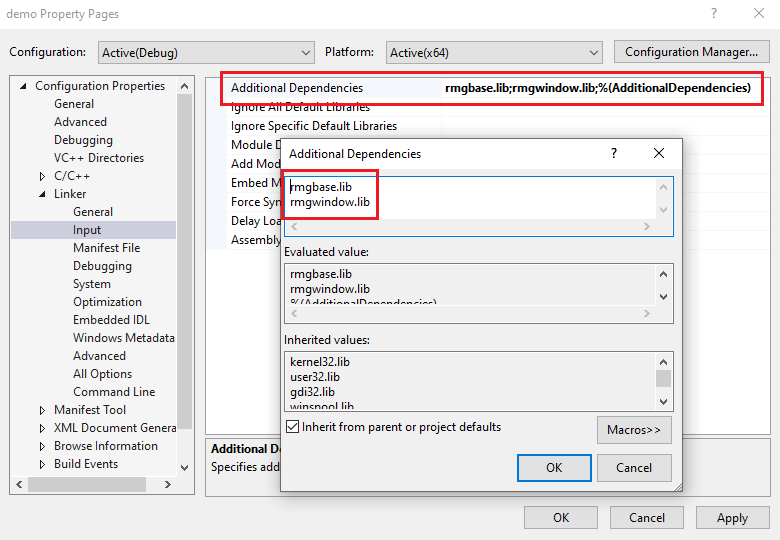 demo Property Pages
?
Configuration: Active(Debug) Platform: Active(x64) Configuration Manager...
Configuration Properties
General
Advanced
Debugging
VC++ Directories
C/C++
Linker
General
Input
Manifest File
Debugging
System
Optimization
Embedded IDL
Windows Metadata
Advanced
All Options
Command Line
Manifest Tool
XML Document Genera
Browse Information
Build Events
Additional Dependencies rmgbase.lib;rmgwindow.lib;%(AdditionalDependencies)
Ignore All Default Libraries
Ignore Specific Default Libraries
Module D
Add Mod
Embed M
Force Syn
Delay Loa
Assembly
Additional Dependencies
?
rmgbase.lib
rmgwindow.lib
Evaluated value:
rmgbase.lib
rmgwindow.lib
%(AdditionalDependencies)
Inherited values:
kernel32.lib
user32.lib
gdi32.lib
winspool.lib
Inherit from parent or project defaults
Macros>>
OK Cancel
Additional D
Specifies add
OK Cancel Apply